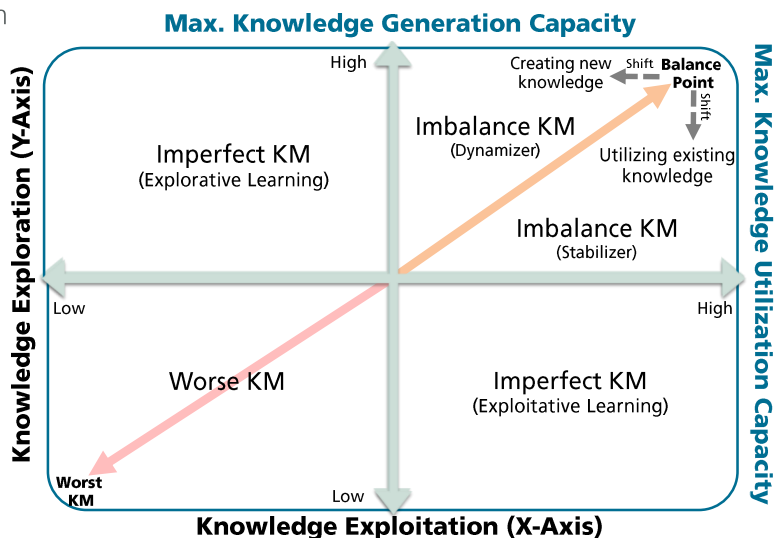 n
Max. Knowledge Generation Capacity
High
Creating new
knowledge
Shift
Balance
Point
Shift
Utilizing existing
knowledge
Imbalance KM
(Dynamizer)
Imperfect KM
(Explorative Learning)
Imbalance KM
(Stabilizer)
Knowledge Exploration (Y-Axis)
Max. Knowledge Utilization Capacity
Low
High
Worse KM
Imperfect KM
(Exploitative Learning)
Worst
KM
Low
Knowledge Exploitation (X-Axis)